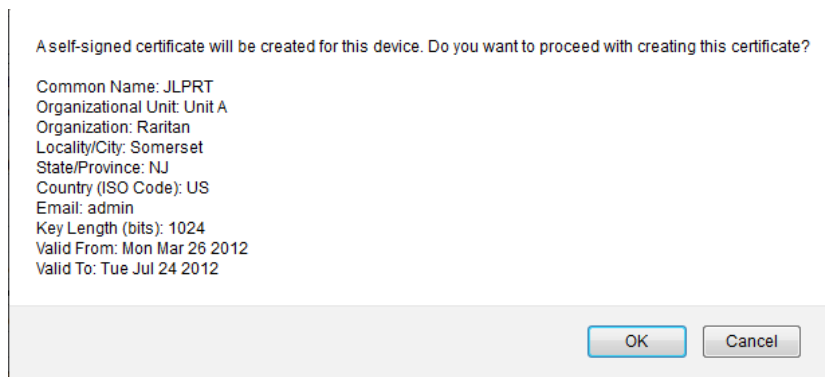 A self-signed certificate will be created for this device. Do you want to proceed with creating this certificate?
Common Name: JLPRT
Organizational Unit: Unit A
Organization: Raritan
Locality/City: Somerset
State/Province: NJ
Country (ISO Code): US
Email: admin
Key Length (bits): 1024
Valid From: Mon Mar 26 2012
Valid To: Tue Jul 24 2012
OK Cancel